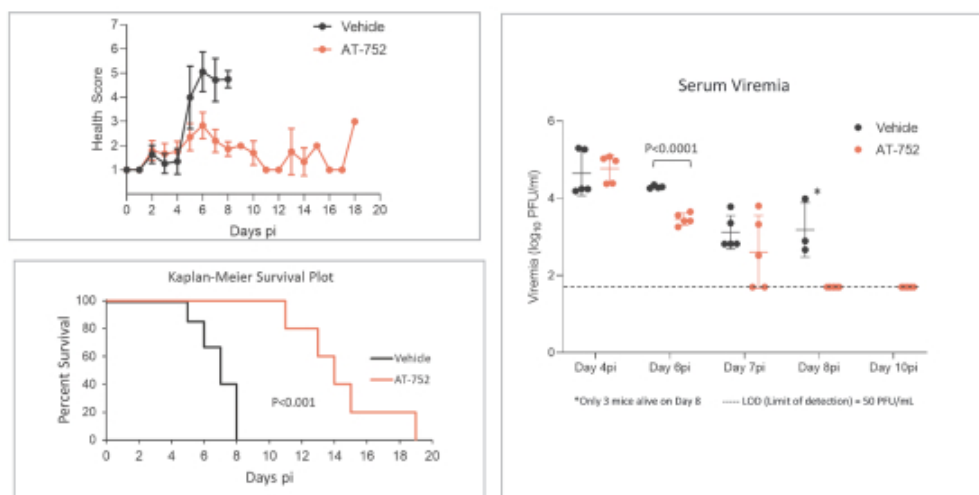 Vehicle
AT-752
Health Score
7
6
5
4
3
2
1
0 2 4 6 8 10 12 14 16 18 20
Days pi
Kaplan-Meier Survival Plot
Percent Survival
100
80
60
40
20
0
Vehicle
AT-752
P<0.001
0 2 4 6 8 10 12 14 16 18 20
Days pi
Serum Viremia
Vehicle
AT-752
P<0.0001
*
Viremia (log₁₀ PFU/ml)
6
4
2
0
Day 4pi Day 6pi Day 7pi Day 8pi Day 10pi
*Only 3 mice alive on Day 8 ----- LOD (Limit of detection) = 50 PFU/mL